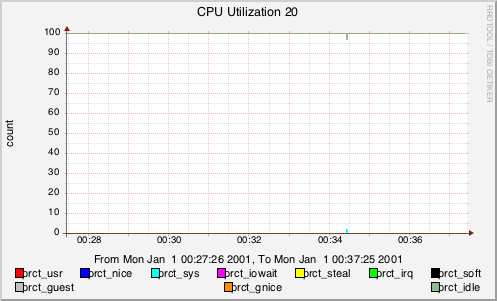 CPU Utilization 20
RRDTOOL / TOBI OETIKER
count
100
90
80
70
60
50
40
30
20
10
0
00:28 00:30 00:32 00:34 00:36
From Mon Jan 1 00:27:26 2001, To Mon Jan 1 00:37:25 2001
prct_usr prct_nice prct_sys prct_iowait prct_steal prct_irq prct_soft
prct_guest prct_gnice prct_idle